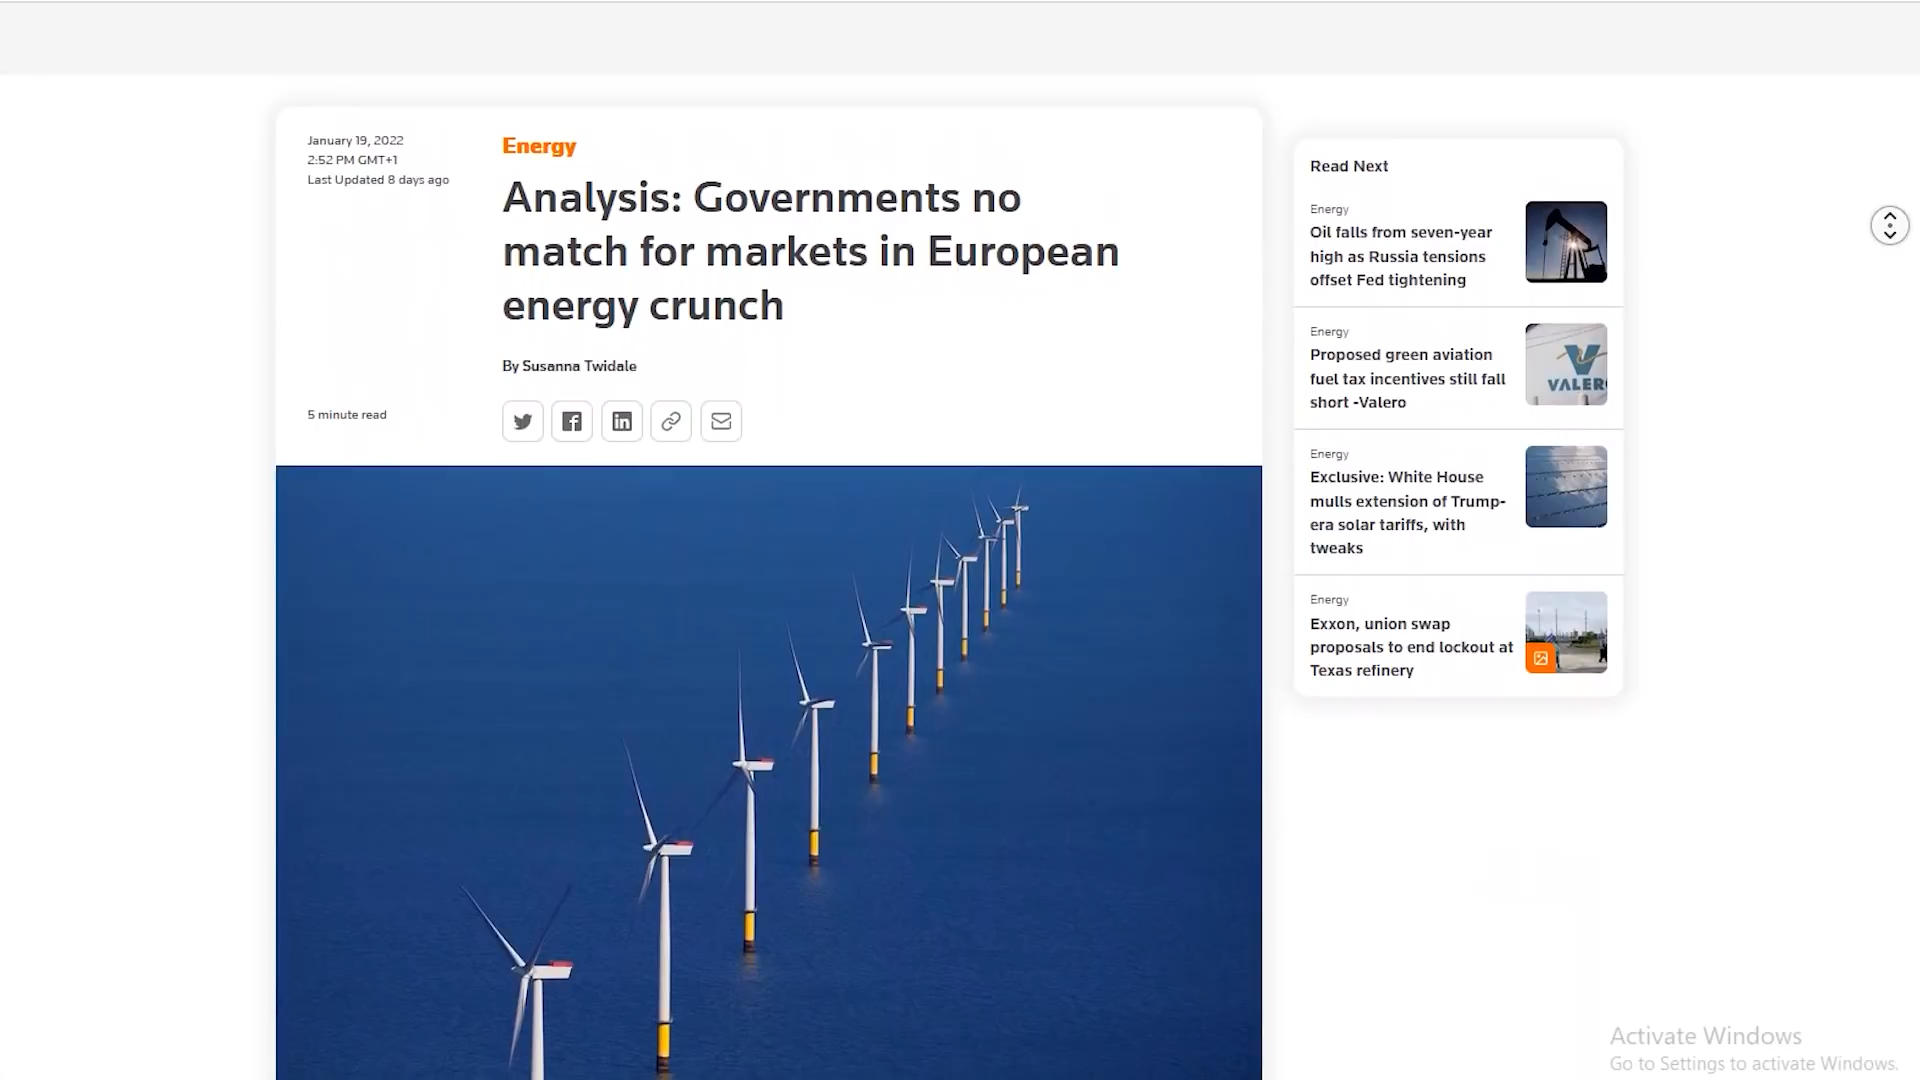 January 19, 2022
2:52 PM GMT+1
Last Updated 8 days ago
Energy
Analysis: Governments no
match for markets in European
energy crunch
By Susanna Twidale
5 minute read
Read Next
Energy
Oil falls from seven-year
high as Russia tensions
offset Fed tightening
Energy
Proposed green aviation
fuel tax incentives still fall
short -Valero
VALER
Energy
Exclusive: White House
mulls extension of Trump-
era solar tariffs, with
tweaks
Energy
Exxon, union swap
proposals to end lockout at
Texas refinery
Activate Windows
Go to Settings to activate Windows.